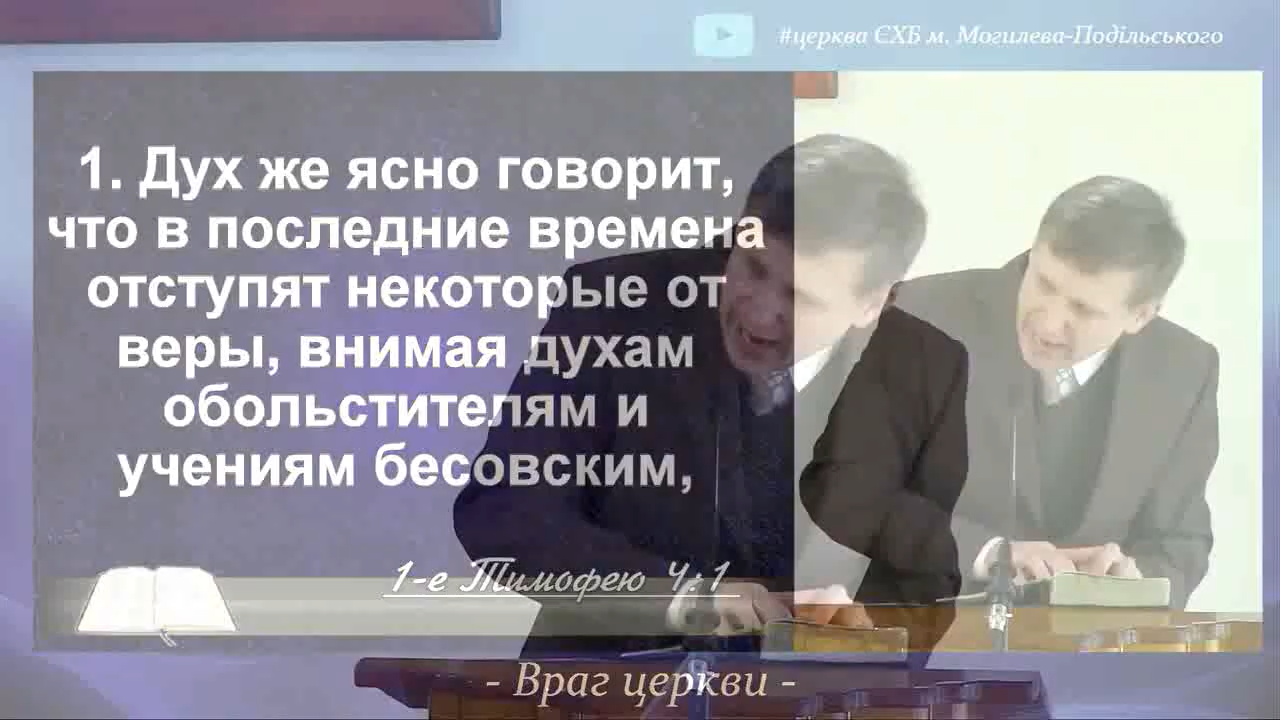 #церква ЄХБ м. Могилева-Подільського
1. Дух же ясно говорит,
что в последние времена
отступят некоторые от
веры, внимая духам
обольстителям и
учениям бесовским,
1-е Тимофею 4:1
- Враг церкви -